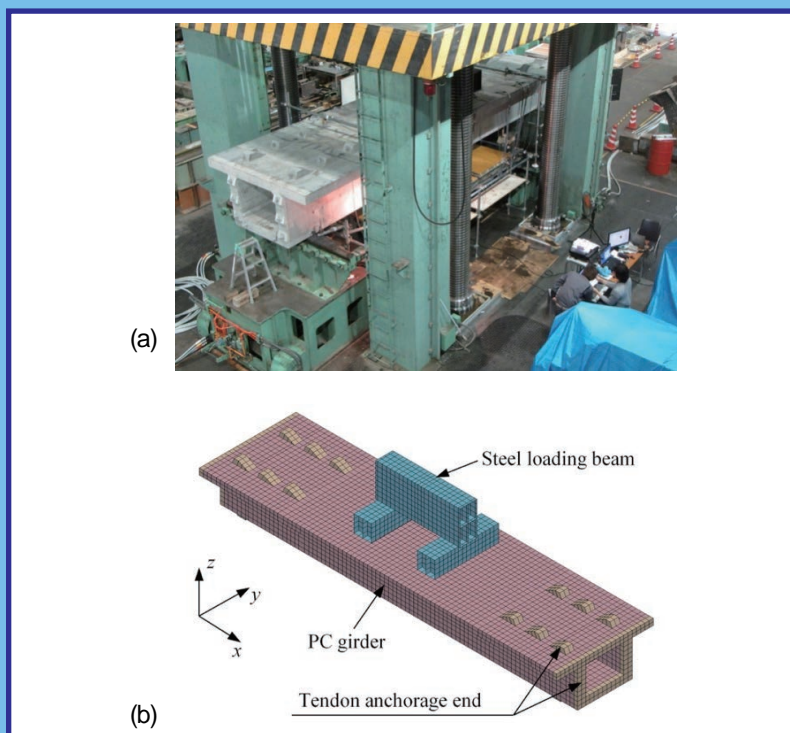 (a)
Steel loading beam
z
y
x
PC girder
Tendon anchorage end
(b)